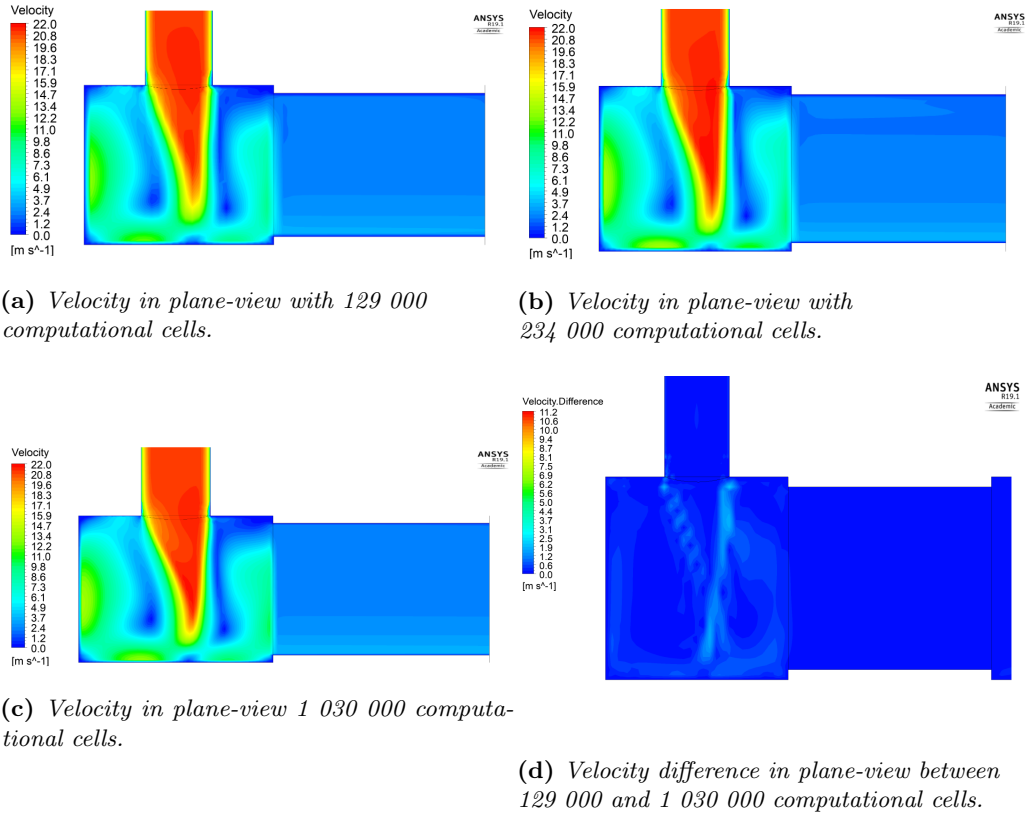 Velocity
22.0
20.8
19.6
18.3
17.1
15.9
14.7
13.4
12.2
11.0
9.8
8.6
7.3
6.1
4.9
3.7
2.4
1.2
0.0
[m s^-1]
ANSYS
R19.1
Academic
(a) Velocity in plane-view with 129 000
computational cells.
Velocity
22.0
20.8
19.6
18.3
17.1
15.9
14.7
13.4
12.2
11.0
9.8
8.6
7.3
6.1
4.9
3.7
2.4
1.2
0.0
[m s^-1]
ANSYS
R19.1
Academic
(b) Velocity in plane-view with
234 000 computational cells.
Velocity
22.0
20.8
19.6
18.3
17.1
15.9
14.7
13.4
12.2
11.0
9.8
8.6
7.3
6.1
4.9
3.7
2.4
1.2
0.0
[m s^-1]
ANSYS
R19.1
Academic
(c) Velocity in plane-view 1 030 000 computa-
tional cells.
Velocity.Difference
11.2
10.6
10.0
9.4
8.7
8.1
7.5
6.9
6.2
5.6
5.0
4.4
3.7
3.1
2.5
1.9
1.2
0.6
0.0
[m s^-1]
ANSYS
R19.1
Academic
(d) Velocity difference in plane-view between
129 000 and 1 030 000 computational cells.